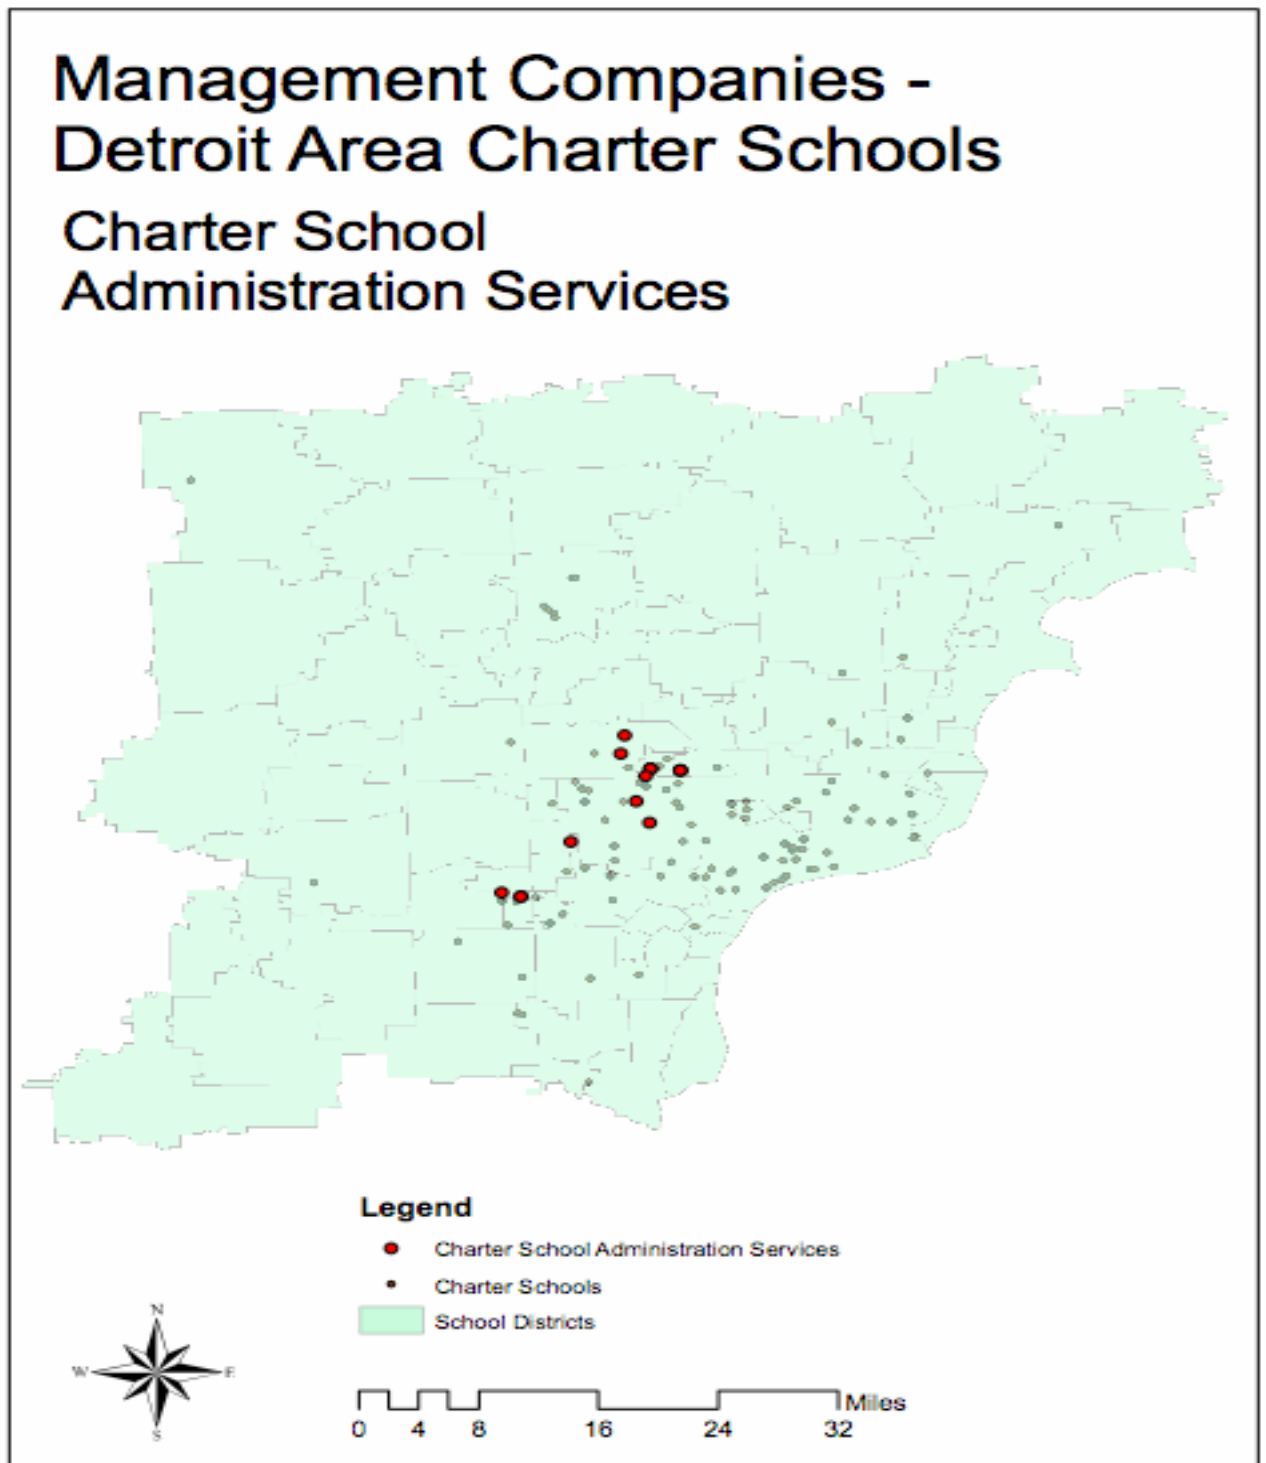 Management Companies -
Detroit Area Charter Schools
Charter School
Administration Services
Legend
Charter School Administration Services
Charter Schools
School Districts
N
W E
S
0 4 8 16 24 32 Miles